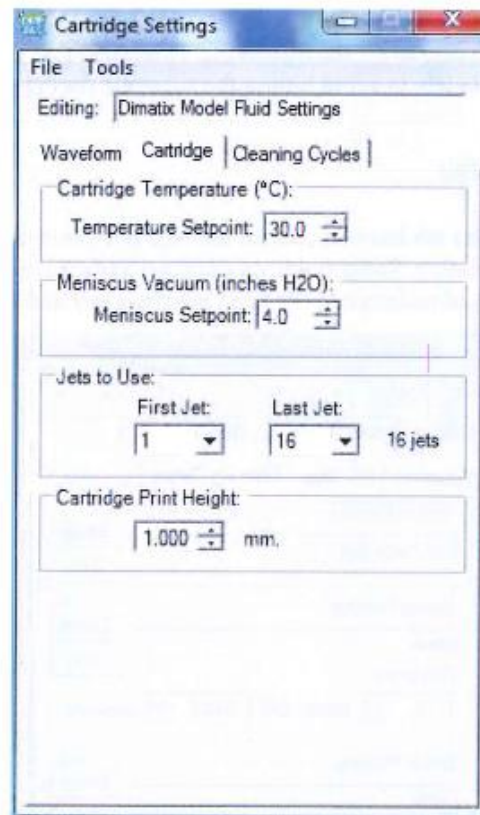 Cartridge Settings
File Tools
Editing: Dimatix Model Fluid Settings
Waveform Cartridge Cleaning Cycles
Cartridge Temperature (ºC):
Temperature Setpoint: 30.0
Meniscus Vacuum (inches H2O):
Meniscus Setpoint: 4.0
Jets to Use:
First Jet: Last Jet:
1 16 16 jets
Cartridge Print Height:
1.000 mm.